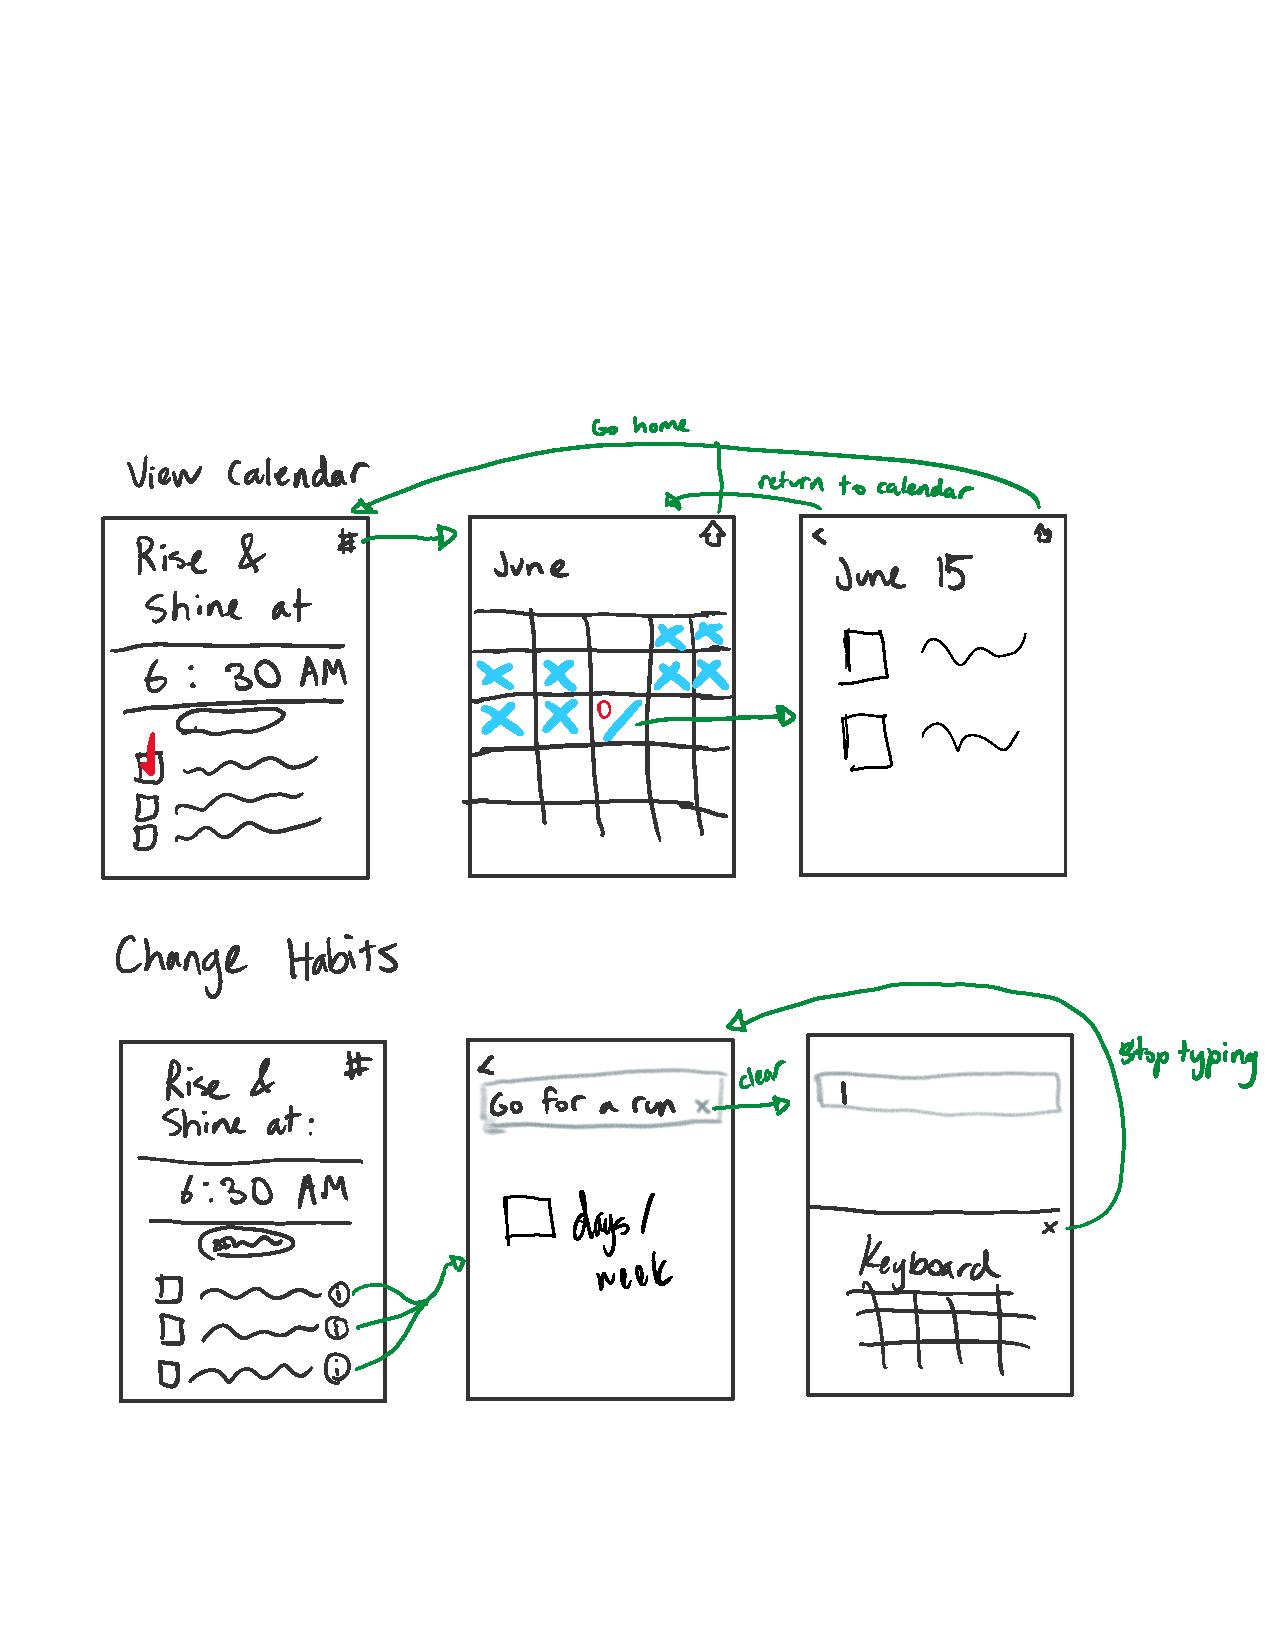 Go home
View Calendar
return to calendar
Rise &
Shine at
6 : 30 AM
June
June 15
Change Habits
Stop typing
clear
Rise &
Shine at:
6:30 AM
Go for a run x
days/
week
x
Keyboard